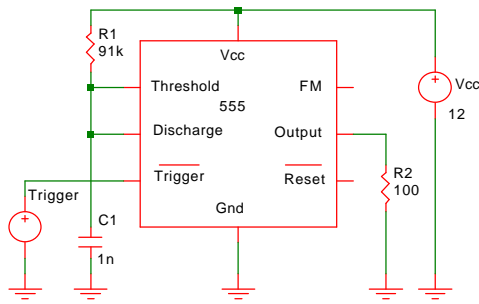 R1
91k
Vcc
Threshold
FM
555
Discharge
Output
Trigger
Reset
Gnd
Vcc
12
R2
100
Trigger
C1
1n